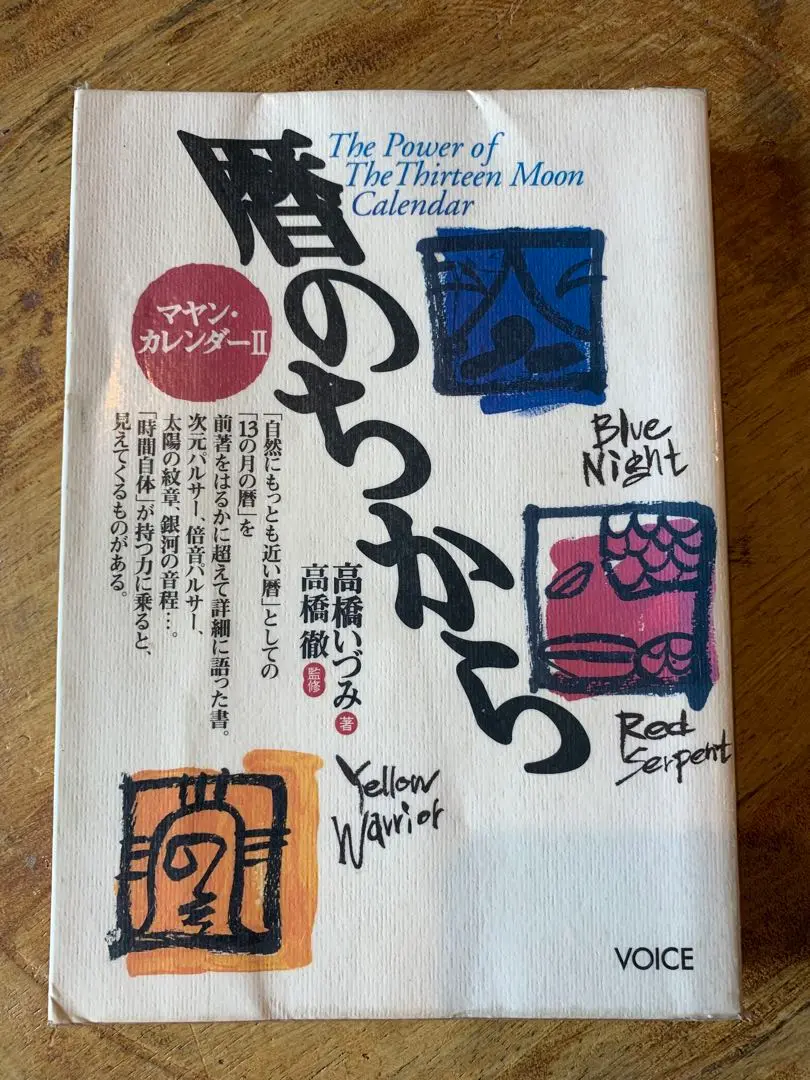 暦のちから
The Power of
The Thirteen Moon
Calendar
マヤン・
カレンダーⅡ
「自然にもっとも近い暦」としての
「13の月の暦」を
前著をはるかに超えて詳細に語った書。
次元パルサー、倍音パルサー、
太陽の紋章、銀河の音程…。
「時間自体」が持つ力に乗ると、
見えてくるものがある。
高橋いづみ 著
高橋徹 監修
Blue
Night
Red
Serpent
Yellow
Warrior
VOICE